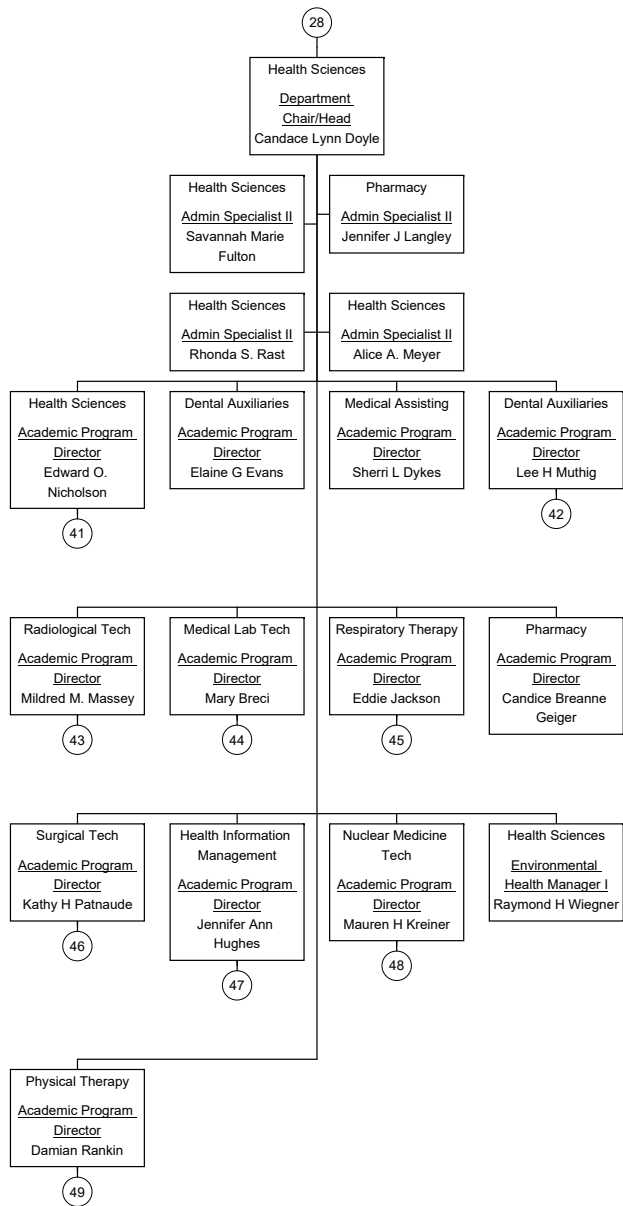 28
Health Sciences
Department
Chair/Head
Candace Lynn Doyle
Health Sciences
Admin Specialist II
Savannah Marie
Fulton
Pharmacy
Admin Specialist II
Jennifer J Langley
Health Sciences
Admin Specialist II
Rhonda S. Rast
Health Sciences
Admin Specialist II
Alice A. Meyer
Health Sciences
Academic Program
Director
Edward O.
Nicholson
41
Dental Auxiliaries
Academic Program
Director
Elaine G Evans
Medical Assisting
Academic Program
Director
Sherri L Dykes
Dental Auxiliaries
Academic Program
Director
Lee H Muthig
42
Radiological Tech
Academic Program
Director
Mildred M. Massey
43
Medical Lab Tech
Academic Program
Director
Mary Breci
44
Respiratory Therapy
Academic Program
Director
Eddie Jackson
45
Pharmacy
Academic Program
Director
Candice Breanne
Geiger
Surgical Tech
Academic Program
Director
Kathy H Patnaude
46
Health Information
Management
Academic Program
Director
Jennifer Ann
Hughes
47
Nuclear Medicine
Tech
Academic Program
Director
Mauren H Kreiner
48
Health Sciences
Environmental
Health Manager I
Raymond H Wiegner
Physical Therapy
Academic Program
Director
Damian Rankin
49